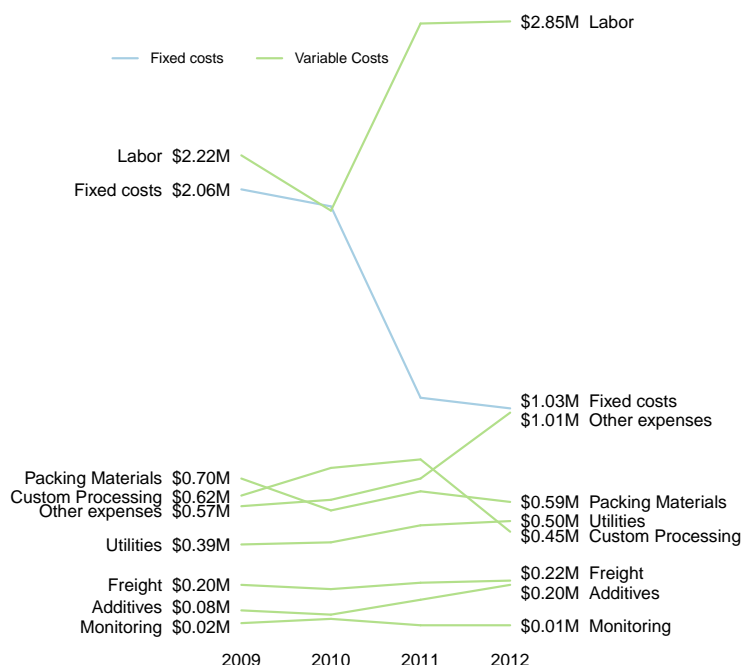 $2.85M Labor
Fixed costs
Variable Costs
Labor $2.22M
Fixed costs $2.06M
$1.03M Fixed costs
$1.01M Other expenses
Packing Materials $0.70M
Custom Processing $0.62M
Other expenses $0.57M
$0.59M Packing Materials
$0.50M Utilities
$0.45M Custom Processing
Utilities $0.39M
Freight $0.20M
Additives $0.08M
Monitoring $0.02M
$0.22M Freight
$0.20M Additives
$0.01M Monitoring
2009 2010 2011 2012